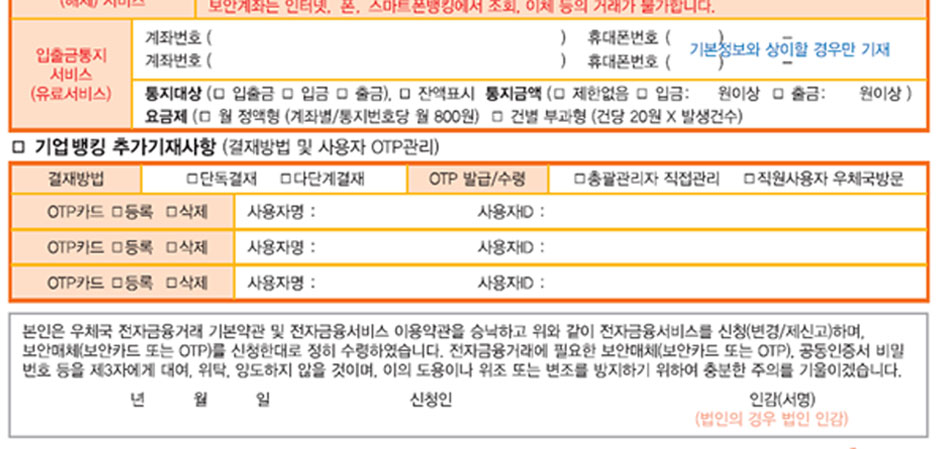 (해제) 서비스
보안계좌는 인터넷, 폰, 스마트폰뱅킹에서 조회, 이체 등의 거래가 불가합니다.
입출금통지
서비스
(유료서비스)
계좌번호 ( ) 휴대폰번호 ( ) -
계좌번호 ( ) 휴대폰번호 ( ) -
기본정보와 상이할 경우만 기재
통지대상 (□ 입출금 □ 입금 □ 출금), □ 잔액표시 통지금액 (□ 제한없음 □ 입금: 원이상 □ 출금: 원이상 )
요금제 (□ 월 정액형 (계좌별/통지번호당 월 800원) □ 건별 부과형 (건당 20원 X 발생건수)
□ 기업뱅킹 추가기재사항 (결재방법 및 사용자 OTP관리)
결재방법 □단독결재 □다단계결재 OTP 발급/수령 □총괄관리자 직접관리 □직원사용자 우체국방문
OTP카드 □등록 □삭제 사용자명 : 사용자ID :
OTP카드 □등록 □삭제 사용자명 : 사용자ID :
OTP카드 □등록 □삭제 사용자명 : 사용자ID :
본인은 우체국 전자금융거래 기본약관 및 전자금융서비스 이용약관을 승낙하고 위와 같이 전자금융서비스를 신청(변경/제신고)하며,
보안매체(보안카드 또는 OTP)를 신청한대로 정히 수령하였습니다. 전자금융거래에 필요한 보안매체(보안카드 또는 OTP), 공동인증서 비밀
번호 등을 제3자에게 대여, 위탁, 양도하지 않을 것이며, 이의 도용이나 위조 또는 변조를 방지하기 위하여 충분한 주의를 기울이겠습니다.
년 월 일 신청인 인감(서명)
(법인의 경우 법인 인감)